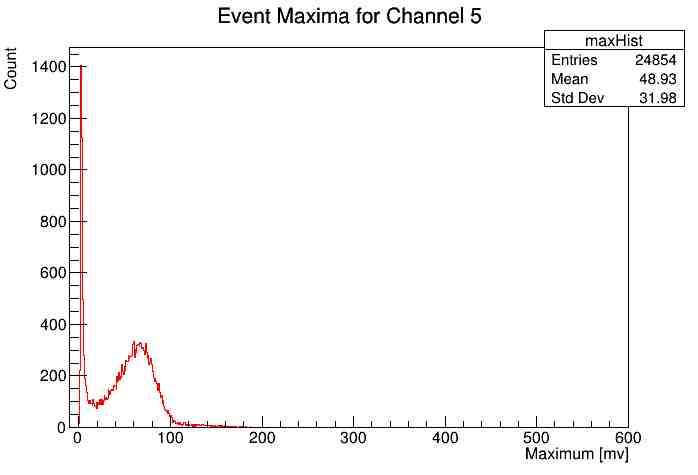 Event Maxima for Channel 5
maxHist
Entries 24854
Mean 48.93
Std Dev 31.98
Count
1400
1200
1000
800
600
400
200
0
0 100 200 300 400 500 600
Maximum [mv]